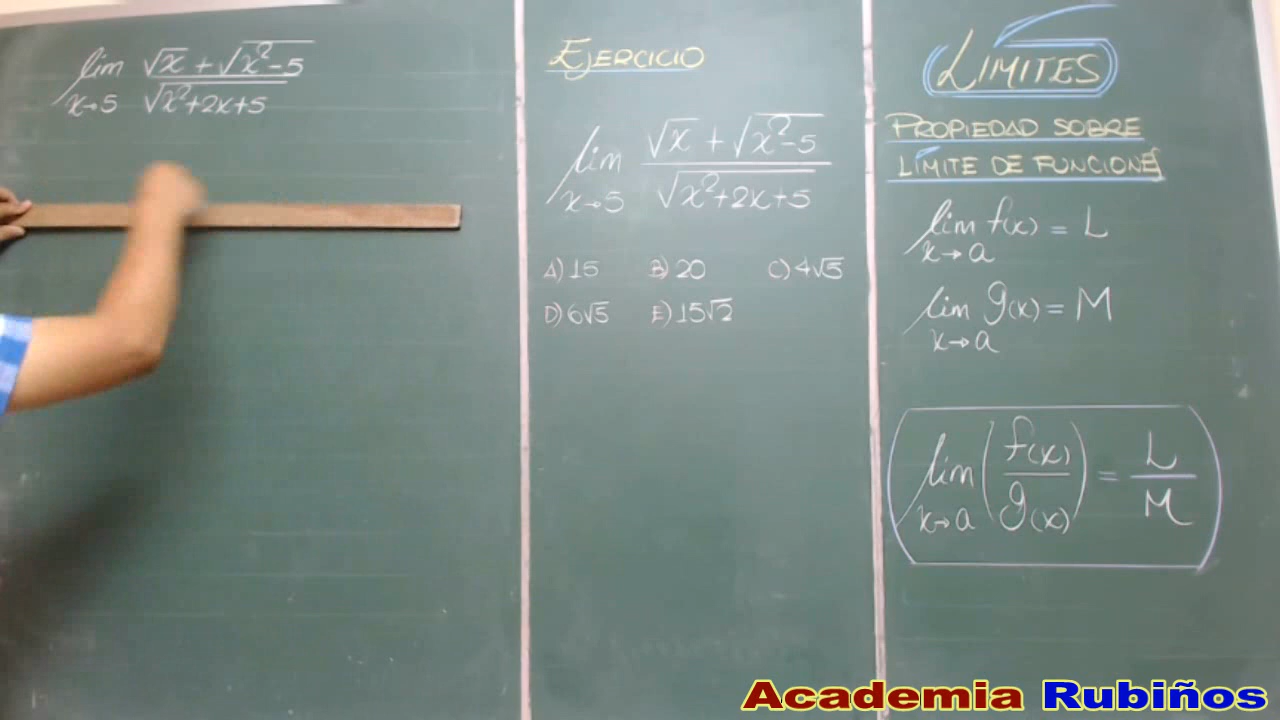 lim √x + √x²-5
x→5 √x²+2x+5
EJERCICIO
lim √x + √x²-5
x→5 √x²+2x+5
A) 15 B) 20 C) 4√5
D) 6√5 E) 15√2
LÍMITES
PROPIEDAD SOBRE
LÍMITE DE FUNCIONES
lim f(x) = L
x→a
lim g(x) = M
x→a
lim (f(x)/g(x)) = L/M
x→a
Academia Rubiños